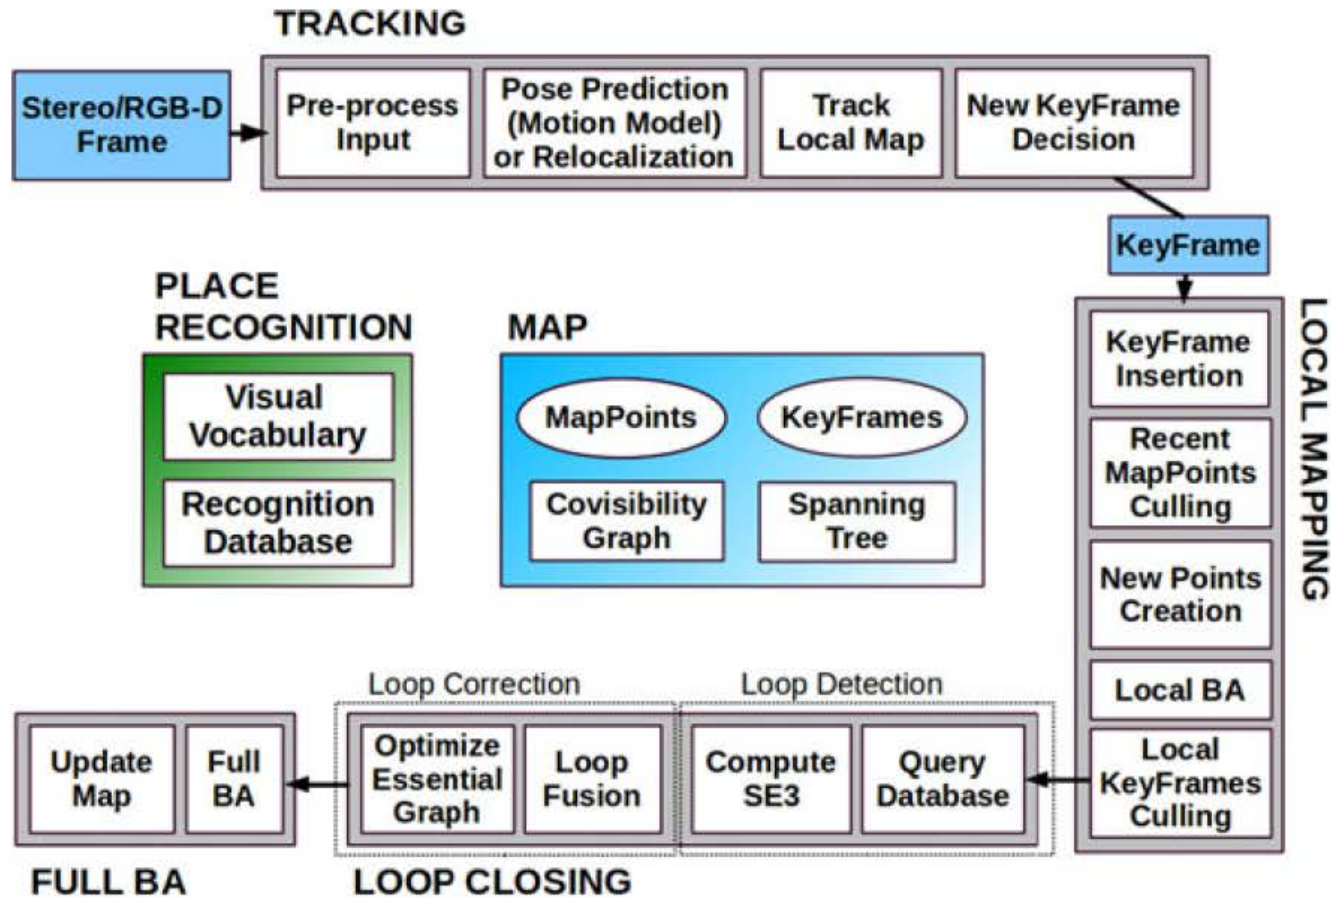 TRACKING
Stereo/RGB-D
Frame
Pre-process
Input
Pose Prediction
(Motion Model)
or Relocalization
Track
Local Map
New KeyFrame
Decision
KeyFrame
PLACE
RECOGNITION
Visual
Vocabulary
Recognition
Database
MAP
MapPoints
KeyFrames
Covisibility
Graph
Spanning
Tree
LOCAL MAPPING
KeyFrame
Insertion
Recent
MapPoints
Culling
New Points
Creation
Local BA
Local
KeyFrames
Culling
Loop Correction
Loop Detection
Update
Map
Full
BA
Optimize
Essential
Graph
Loop
Fusion
Compute
SE3
Query
Database
FULL BA
LOOP CLOSING